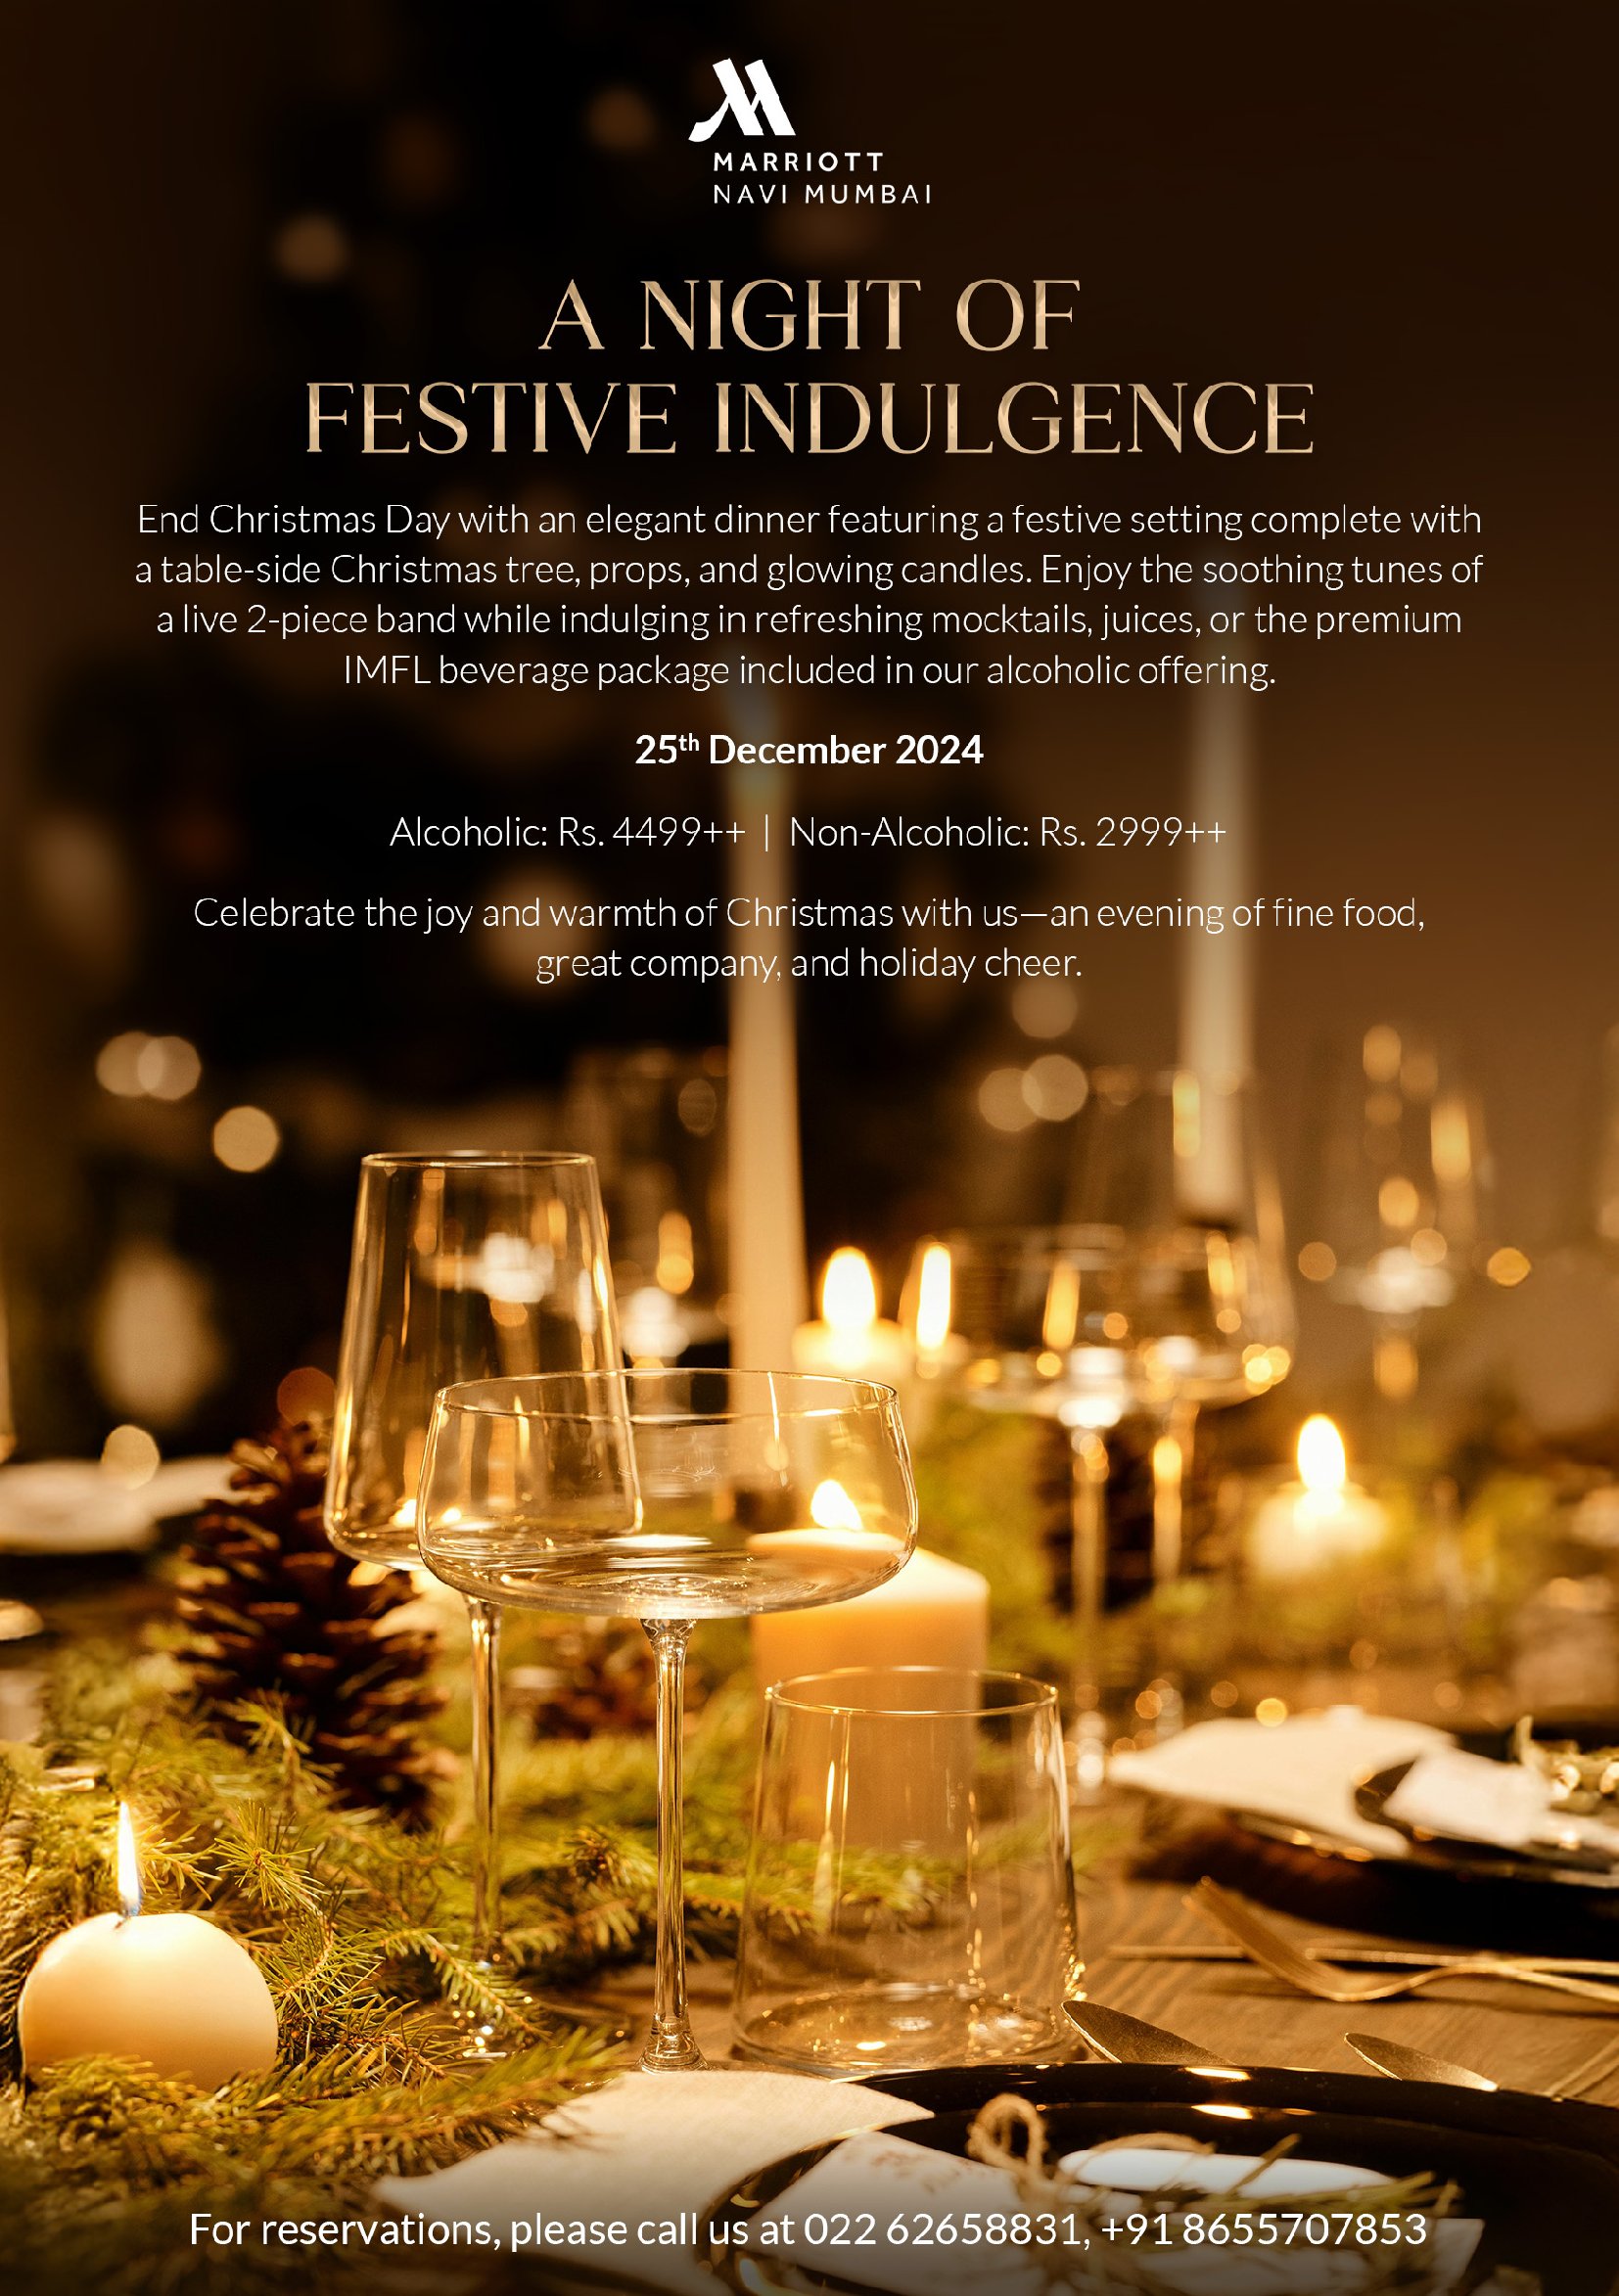 MARRIOTT
NAVI MUMBAI
A NIGHT OF
FESTIVE INDULGENCE
End Christmas Day with an elegant dinner featuring a festive setting complete with
a table-side Christmas tree, props, and glowing candles. Enjoy the soothing tunes of
a live 2-piece band while indulging in refreshing mocktails, juices, or the premium
IMFL beverage package included in our alcoholic offering.
25th December 2024
Alcoholic: Rs. 4499++ | Non-Alcoholic: Rs. 2999++
Celebrate the joy and warmth of Christmas with us—an evening of fine food,
great company, and holiday cheer.
For reservations, please call us at 022 62658831, +91 8655707853